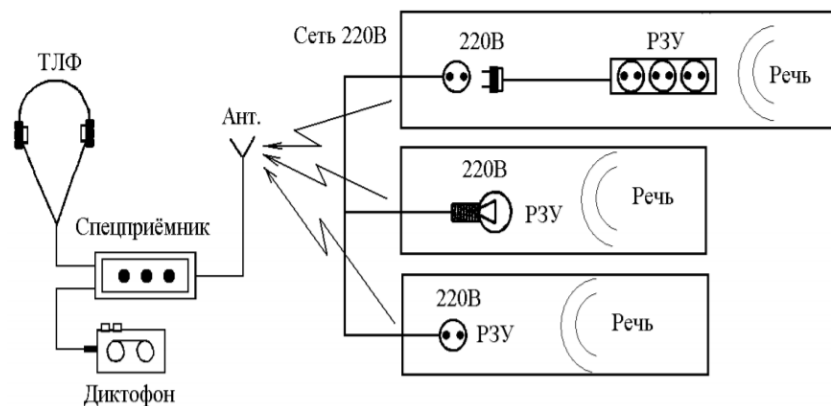 Сеть 220В
220В
РЗУ
Речь
ТЛФ
Ант.
220В
РЗУ
Речь
Спецприёмник
220В
РЗУ
Речь
Диктофон